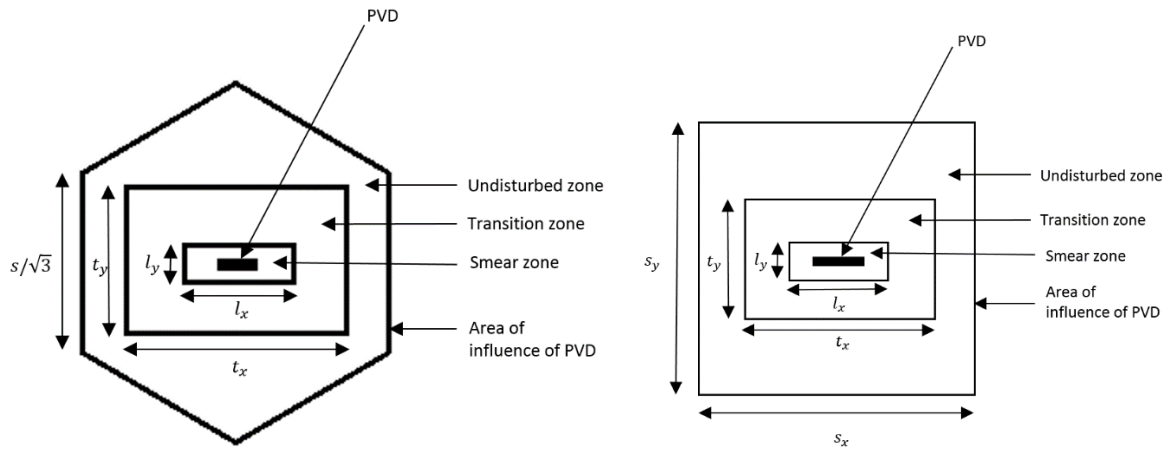 PVD
Undisturbed zone
Transition zone
Smear zone
Area of
influence of PVD
s/√3
t_y
l_y
l_x
t_x
PVD
Undisturbed zone
Transition zone
Smear zone
Area of
influence of PVD
s_y
t_y
l_y
l_x
t_x
s_x